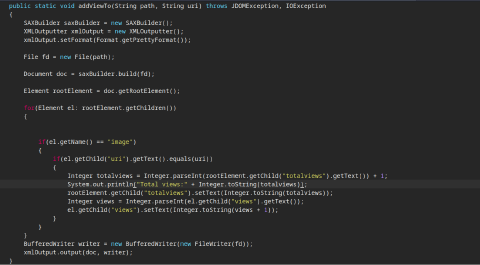 public static void addViewTo(String path, String uri) throws JDOMException, IOException
{
SAXBuilder saxBuilder = new SAXBuilder();
XMLOutputter xmlOutput = new XMLOutputter();
xmlOutput.setFormat(Format.getPrettyFormat());
File fd = new File(path);
Document doc = saxBuilder.build(fd);
Element rootElement = doc.getRootElement();
for(Element el: rootElement.getChildren())
{
if(el.getName() == "image")
{
if(el.getChild("uri").getText().equals(uri))
{
Integer totalviews = Integer.parseInt(rootElement.getChild("totalviews").getText()) + 1;
System.out.println("Total views:" + Integer.toString(totalviews));
rootElement.getChild("totalviews").setText(Integer.toString(totalviews));
Integer views = Integer.parseInt(el.getChild("views").getText());
el.getChild("views").setText(Integer.toString(views + 1));
}
}
}
BufferedWriter writer = new BufferedWriter(new FileWriter(fd));
xmlOutput.output(doc, writer);
}